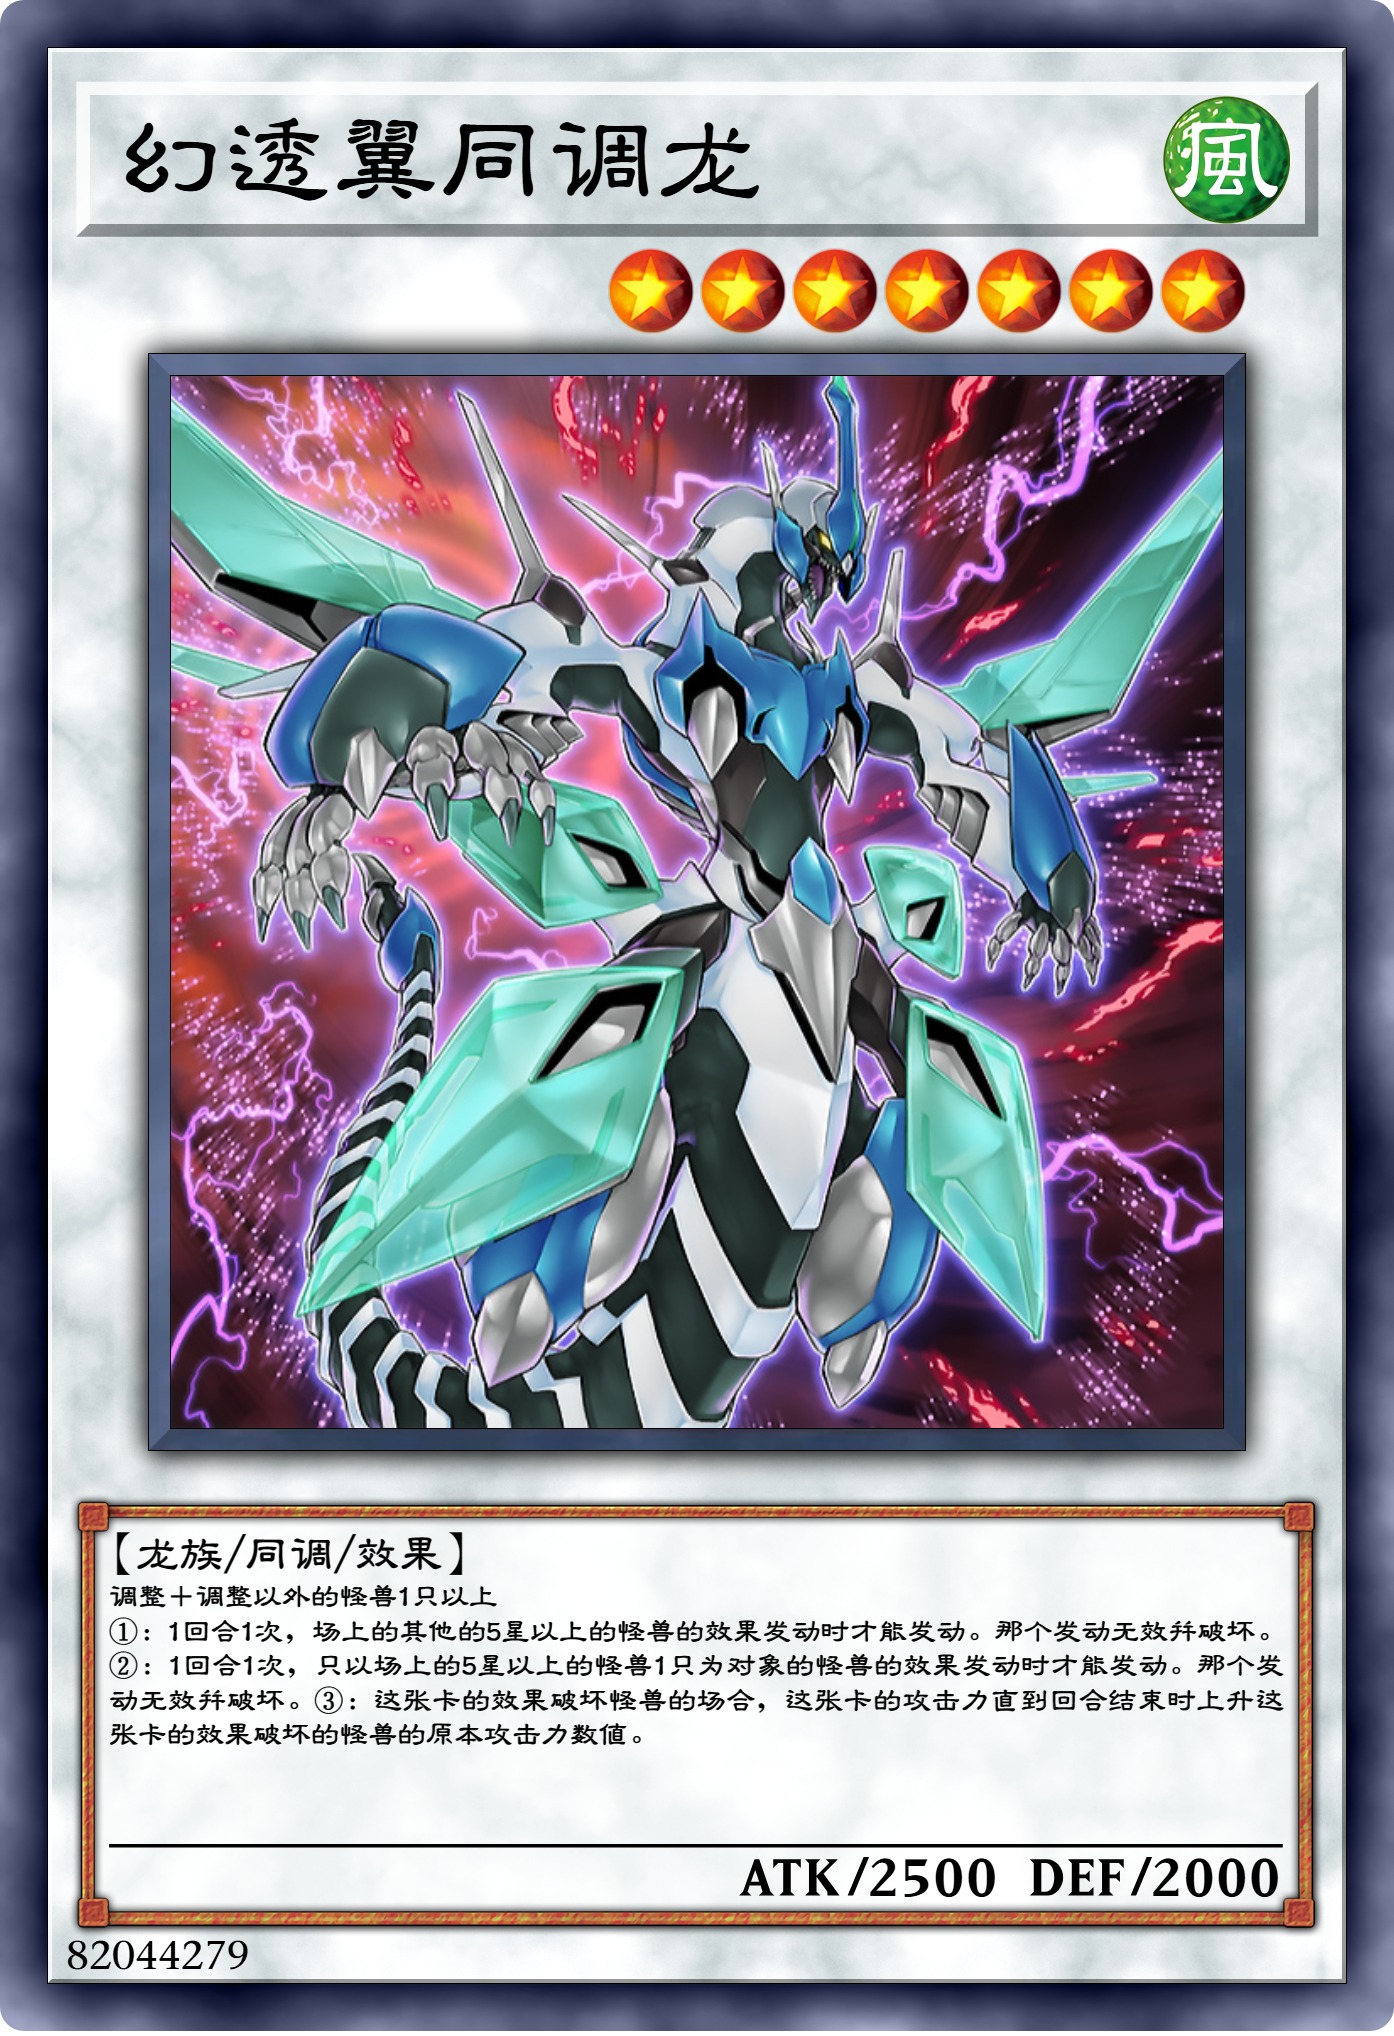 幻透翼同调龙
風
【龙族/同调/效果】
调整＋调整以外的怪兽1只以上
①：1回合1次，场上的其他的5星以上的怪兽的效果发动时才能发动。那个发动无效并破坏。
②：1回合1次，只以场上的5星以上的怪兽1只为对象的怪兽的效果发动时才能发动。那个发
动无效并破坏。③：这张卡的效果破坏怪兽的场合，这张卡的攻击力直到回合结束时上升这
张卡的效果破坏的怪兽的原本攻击力数值。
ATK/2500 DEF/2000
82044279